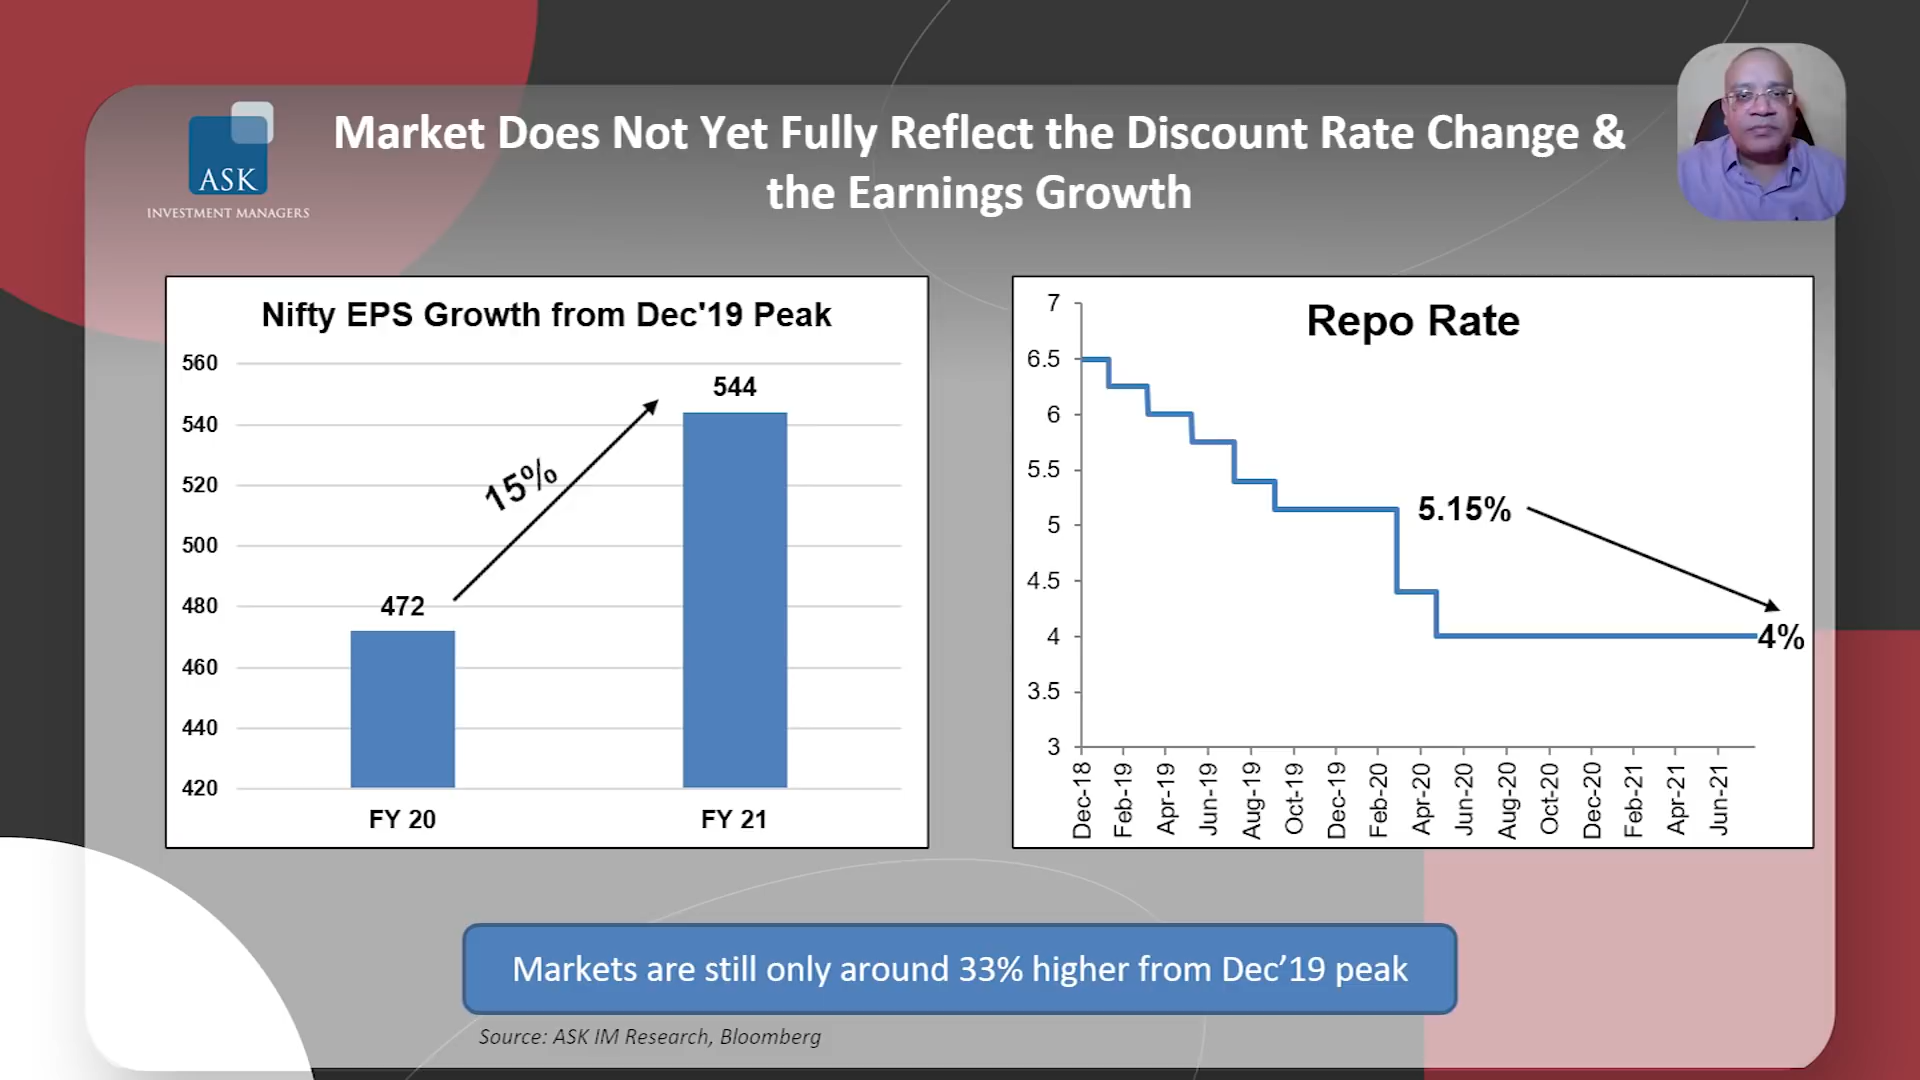 ASK
INVESTMENT MANAGERS
Market Does Not Yet Fully Reflect the Discount Rate Change &
the Earnings Growth
Nifty EPS Growth from Dec'19 Peak
560
540
520
500
480
460
440
420
472
15%
544
FY 20
FY 21
Repo Rate
7
6.5
6
5.5
5
4.5
4
3.5
3
5.15%
4%
Dec-18
Feb-19
Apr-19
Jun-19
Aug-19
Oct-19
Dec-19
Feb-20
Apr-20
Jun-20
Aug-20
Oct-20
Dec-20
Feb-21
Apr-21
Jun-21
Markets are still only around 33% higher from Dec’19 peak
Source: ASK IM Research, Bloomberg